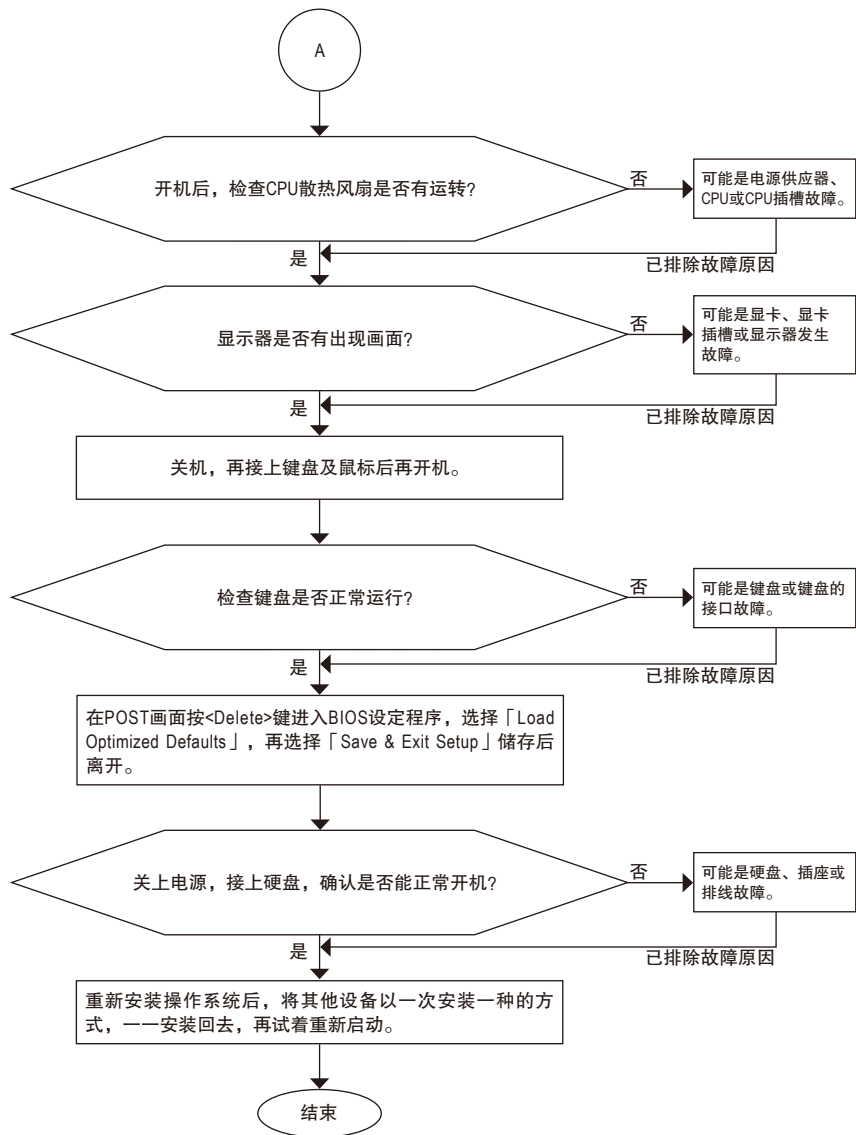 A
开机后，检查CPU散热风扇是否有运转?
否
可能是电源供应器、
CPU或CPU插槽故障。
是
已排除故障原因
显示器是否有出现画面?
否
可能是显卡、显卡
插槽或显示器发生
故障。
是
已排除故障原因
关机，再接上键盘及鼠标后再开机。
检查键盘是否正常运行?
否
可能是键盘或键盘的
接口故障。
是
已排除故障原因
在POST画面按<Delete>键进入BIOS设定程序，选择「Load
Optimized Defaults」，再选择「Save & Exit Setup」储存后
离开。
关上电源，接上硬盘，确认是否能正常开机?
否
可能是硬盘、插座或
排线故障。
是
已排除故障原因
重新安装操作系统后，将其他设备以一次安装一种的方
式，一一安装回去，再试着重新启动。
结束